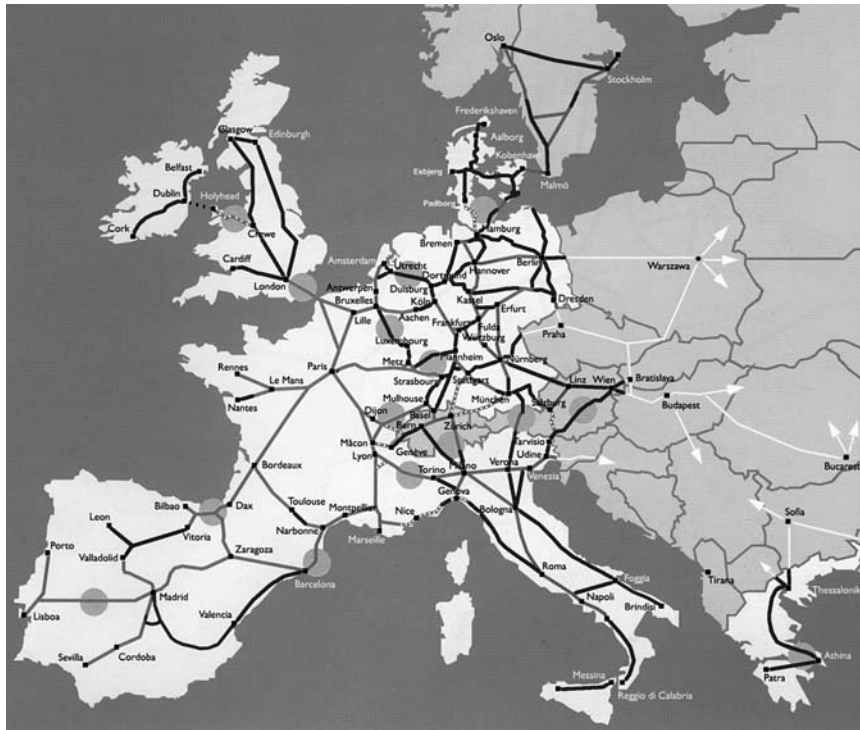 Oslo
Stockholm
Frederikshaven
Glasgow
Edinburgh
Aalborg
Belfast
Esbjerg
Kobenhavn
Dublin
Holyhead
Malmö
Padborg
Cork
Crewe
Hamburg
Bremen
Cardiff
Amsterdam
Utrecht
Berlin
Warszawa
London
Dortmund
Hannover
Antwerpen
Duisburg
Bruxelles
Köln
Kassel
Erfurt
Dresden
Lille
Aachen
Frankfurt
Fulda
Praha
Luxembourg
Würzburg
Paris
Metz
Mannheim
Nürnberg
Rennes
Le Mans
Strasbourg
Stuttgart
Linz
Wien
Bratislava
Nantes
Mulhouse
München
Salzburg
Budapest
Dijon
Basel
Bern
Zürich
Mâcon
Genève
Tarvisio
Lyon
Udine
Bordeaux
Torino
Milano
Verona
Venezia
Bucarest
Genova
Bilbao
Dax
Toulouse
Montpellier
Nice
Bologna
Leon
Sofia
Porto
Vitoria
Narbonne
Marseille
Valladolid
Zaragoza
Roma
Foggia
Tirana
Barcelona
Thessaloniki
Madrid
Valencia
Napoli
Brindisi
Lisboa
Sevilla
Cordoba
Athina
Messina
Patra
Reggio di Calabria